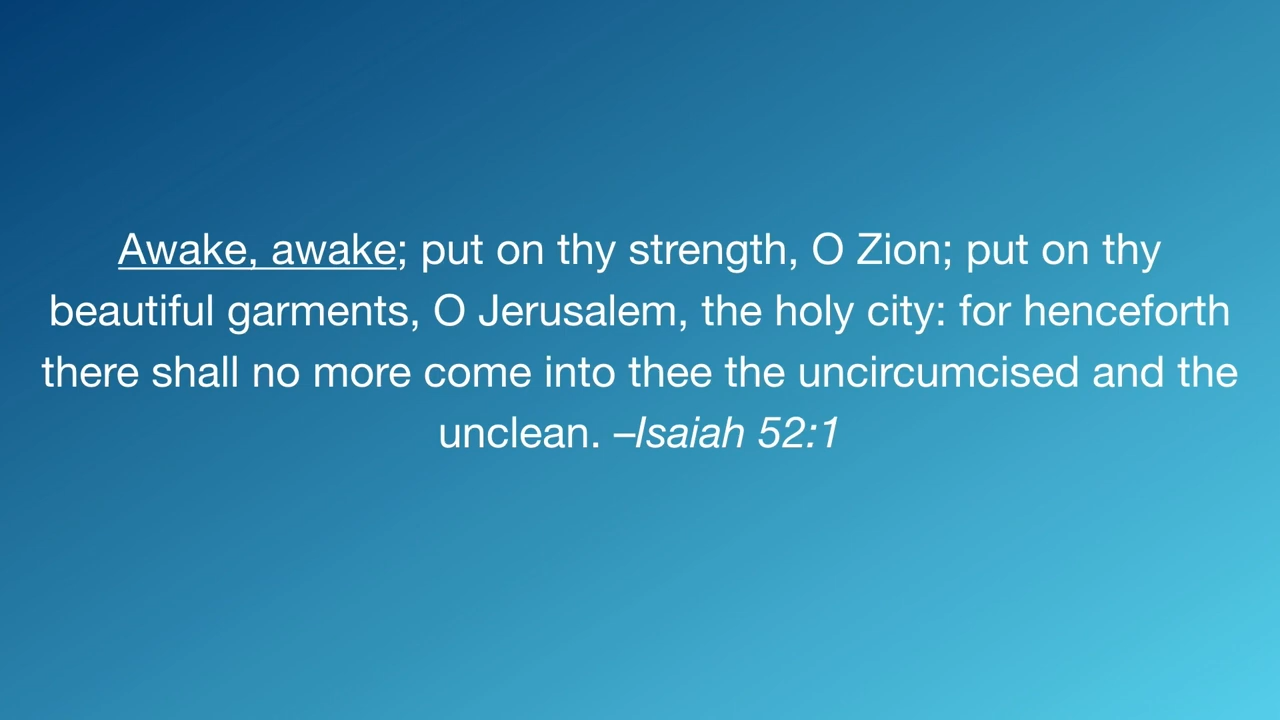 Awake, awake; put on thy strength, O Zion; put on thy
beautiful garments, O Jerusalem, the holy city: for henceforth
there shall no more come into thee the uncircumcised and the
unclean. –Isaiah 52:1